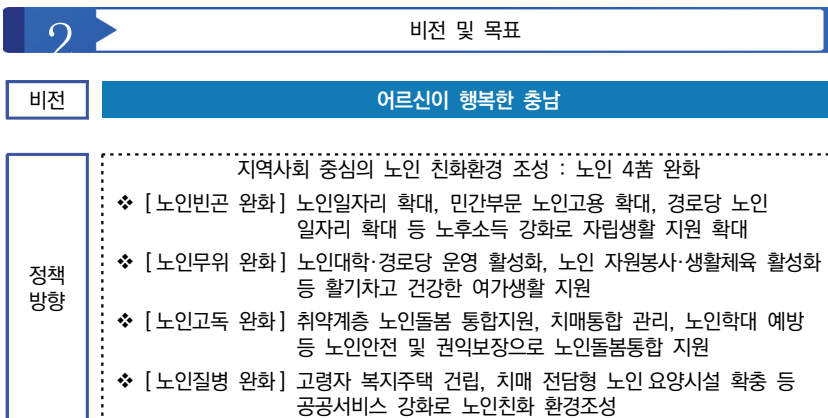 2
비전 및 목표
비전
어르신이 행복한 충남
정책
방향
지역사회 중심의 노인 친화환경 조성 : 노인 4苦 완화
❖ [노인빈곤 완화] 노인일자리 확대, 민간부문 노인고용 확대, 경로당 노인
일자리 확대 등 노후소득 강화로 자립생활 지원 확대
❖ [노인무위 완화] 노인대학·경로당 운영 활성화, 노인 자원봉사·생활체육 활성화
등 활기차고 건강한 여가생활 지원
❖ [노인고독 완화] 취약계층 노인돌봄 통합지원, 치매통합 관리, 노인학대 예방
등 노인안전 및 권익보장으로 노인돌봄통합 지원
❖ [노인질병 완화] 고령자 복지주택 건립, 치매 전담형 노인요양시설 확충 등
공공서비스 강화로 노인친화 환경조성